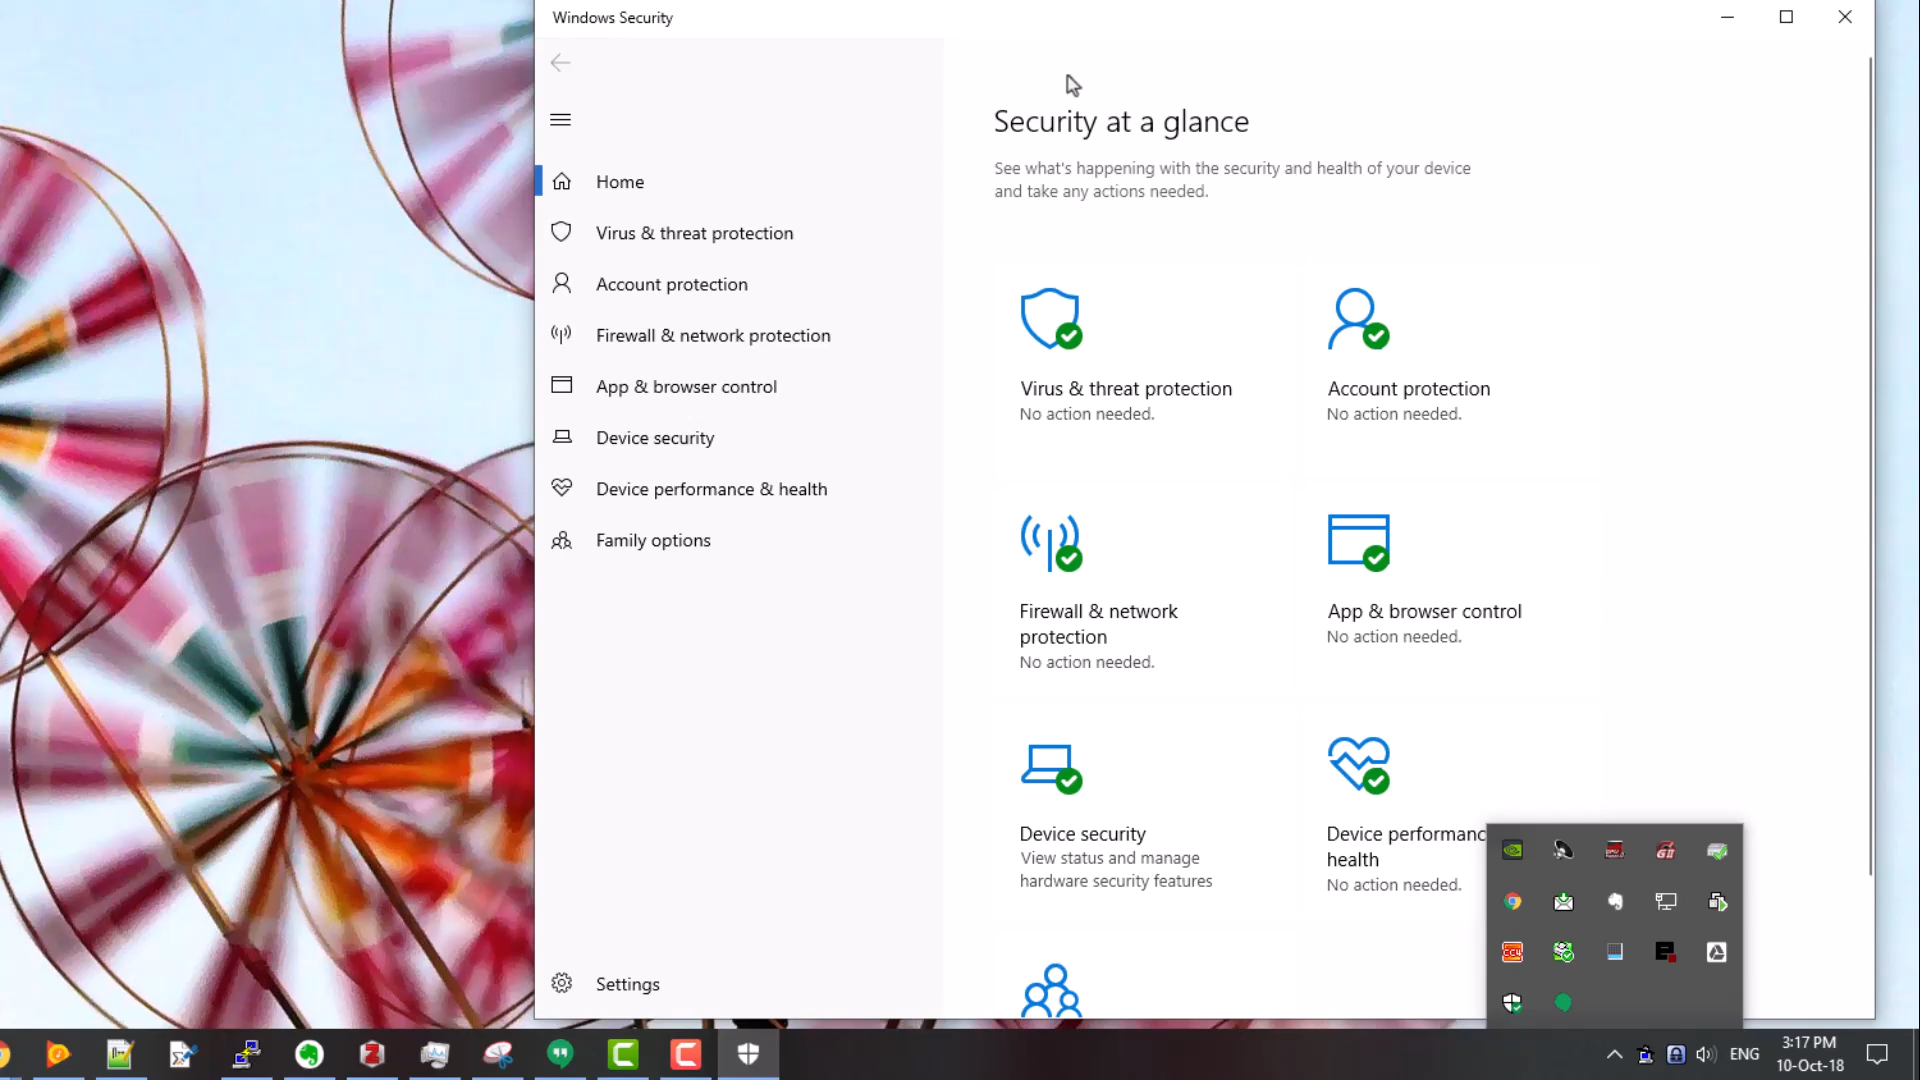 Windows Security
Home
Virus & threat protection
Account protection
Firewall & network protection
App & browser control
Device security
Device performance & health
Family options
Settings
Security at a glance
See what's happening with the security and health of your device
and take any actions needed.
Virus & threat protection
No action needed.
Account protection
No action needed.
Firewall & network
protection
No action needed.
App & browser control
No action needed.
Device security
View status and manage
hardware security features
Device performanc
health
No action needed.
ENG
3:17 PM
10-Oct-18